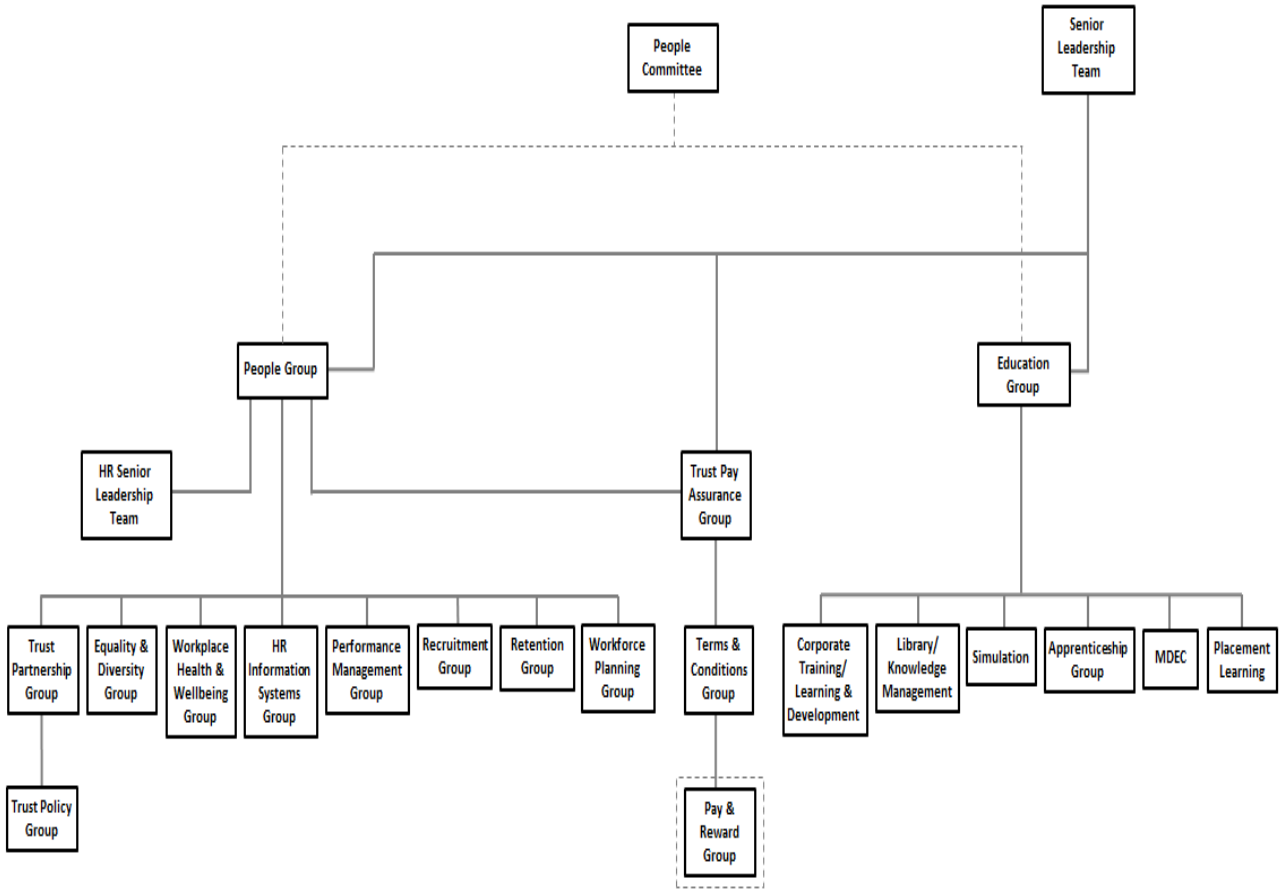 People
Committee
Senior
Leadership
Team
People Group
Education
Group
HR Senior
Leadership
Team
Trust Pay
Assurance
Group
Trust
Partnership
Group
Equality &
Diversity
Group
Workplace
Health &
Wellbeing
Group
HR
Information
Systems
Group
Performance
Management
Group
Recruitment
Group
Retention
Group
Workforce
Planning
Group
Terms &
Conditions
Group
Corporate
Training/
Learning &
Development
Library/
Knowledge
Management
Simulation
Apprenticeship
Group
MDEC
Placement
Learning
Trust Policy
Group
Pay &
Reward
Group